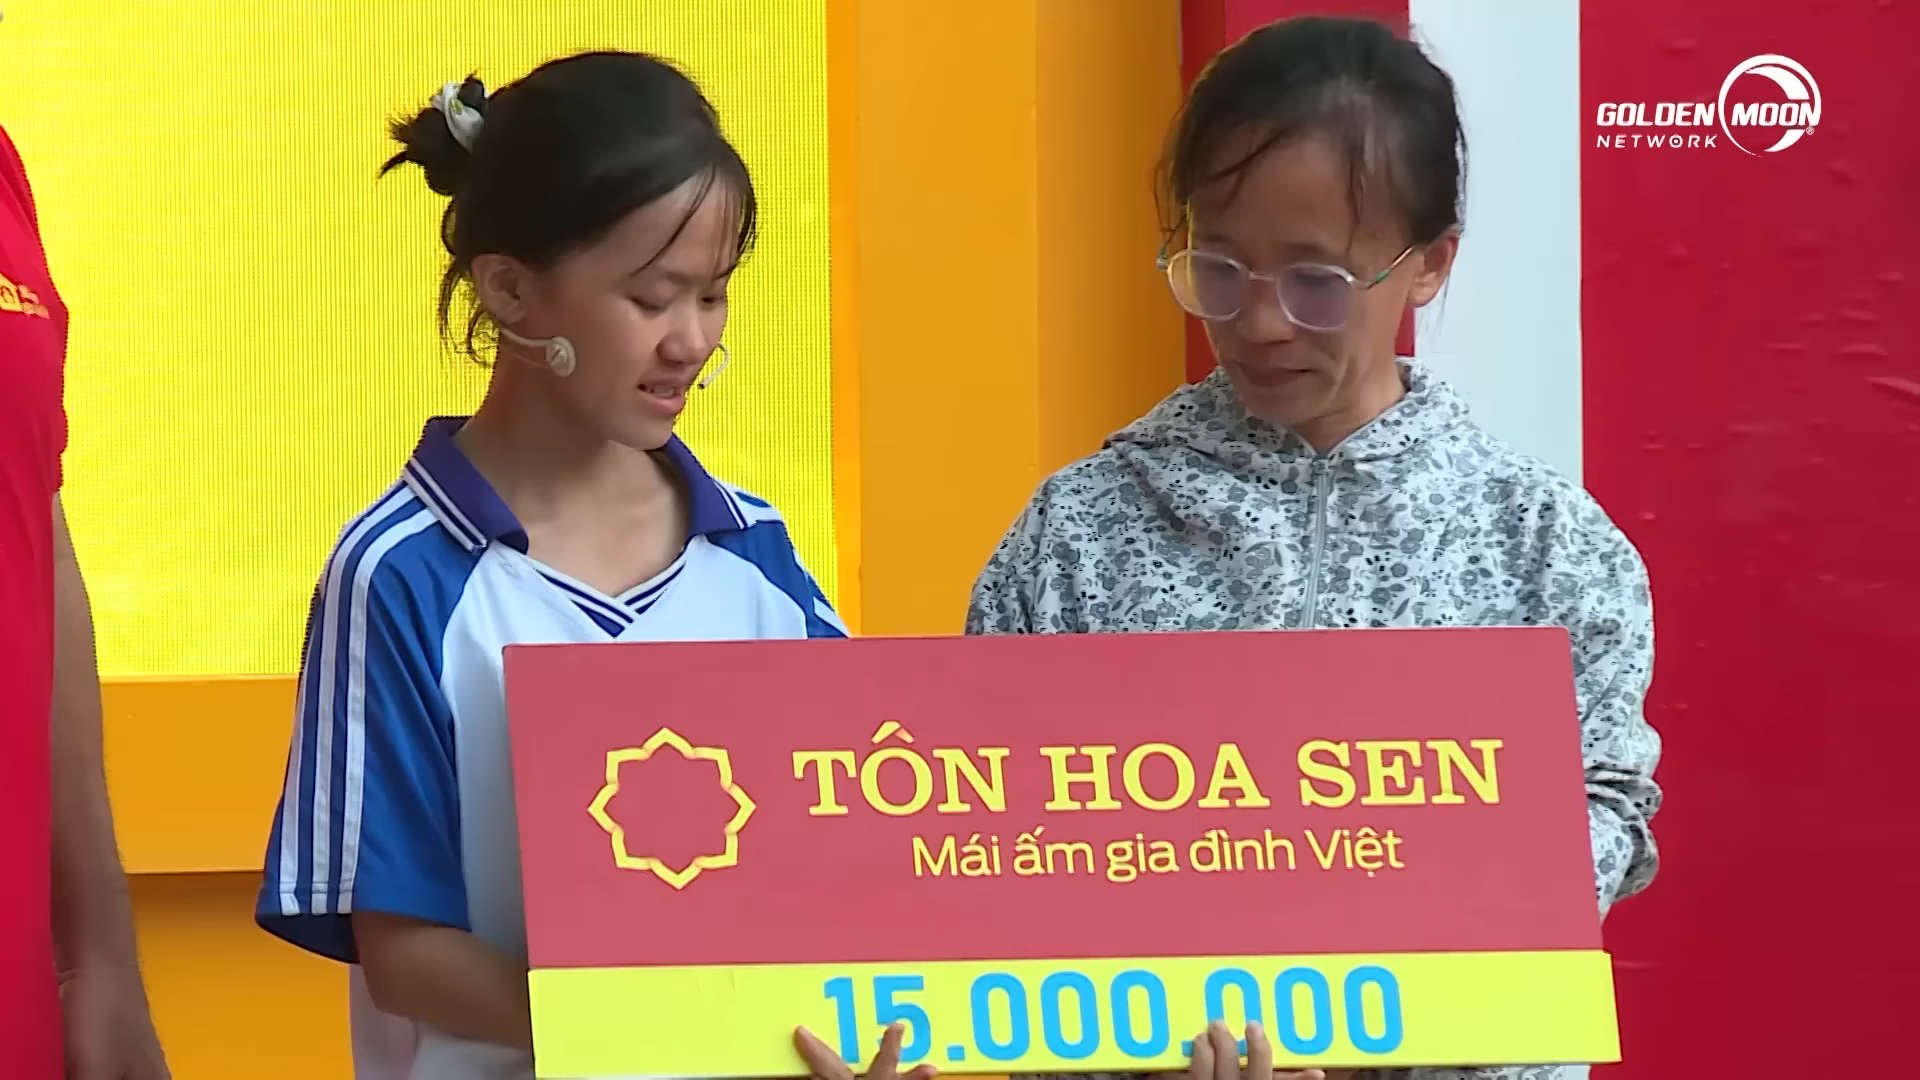 GOLDEN MOON
NETWORK
TÔN HOA SEN
Mái ấm gia đình Việt
15.000.000